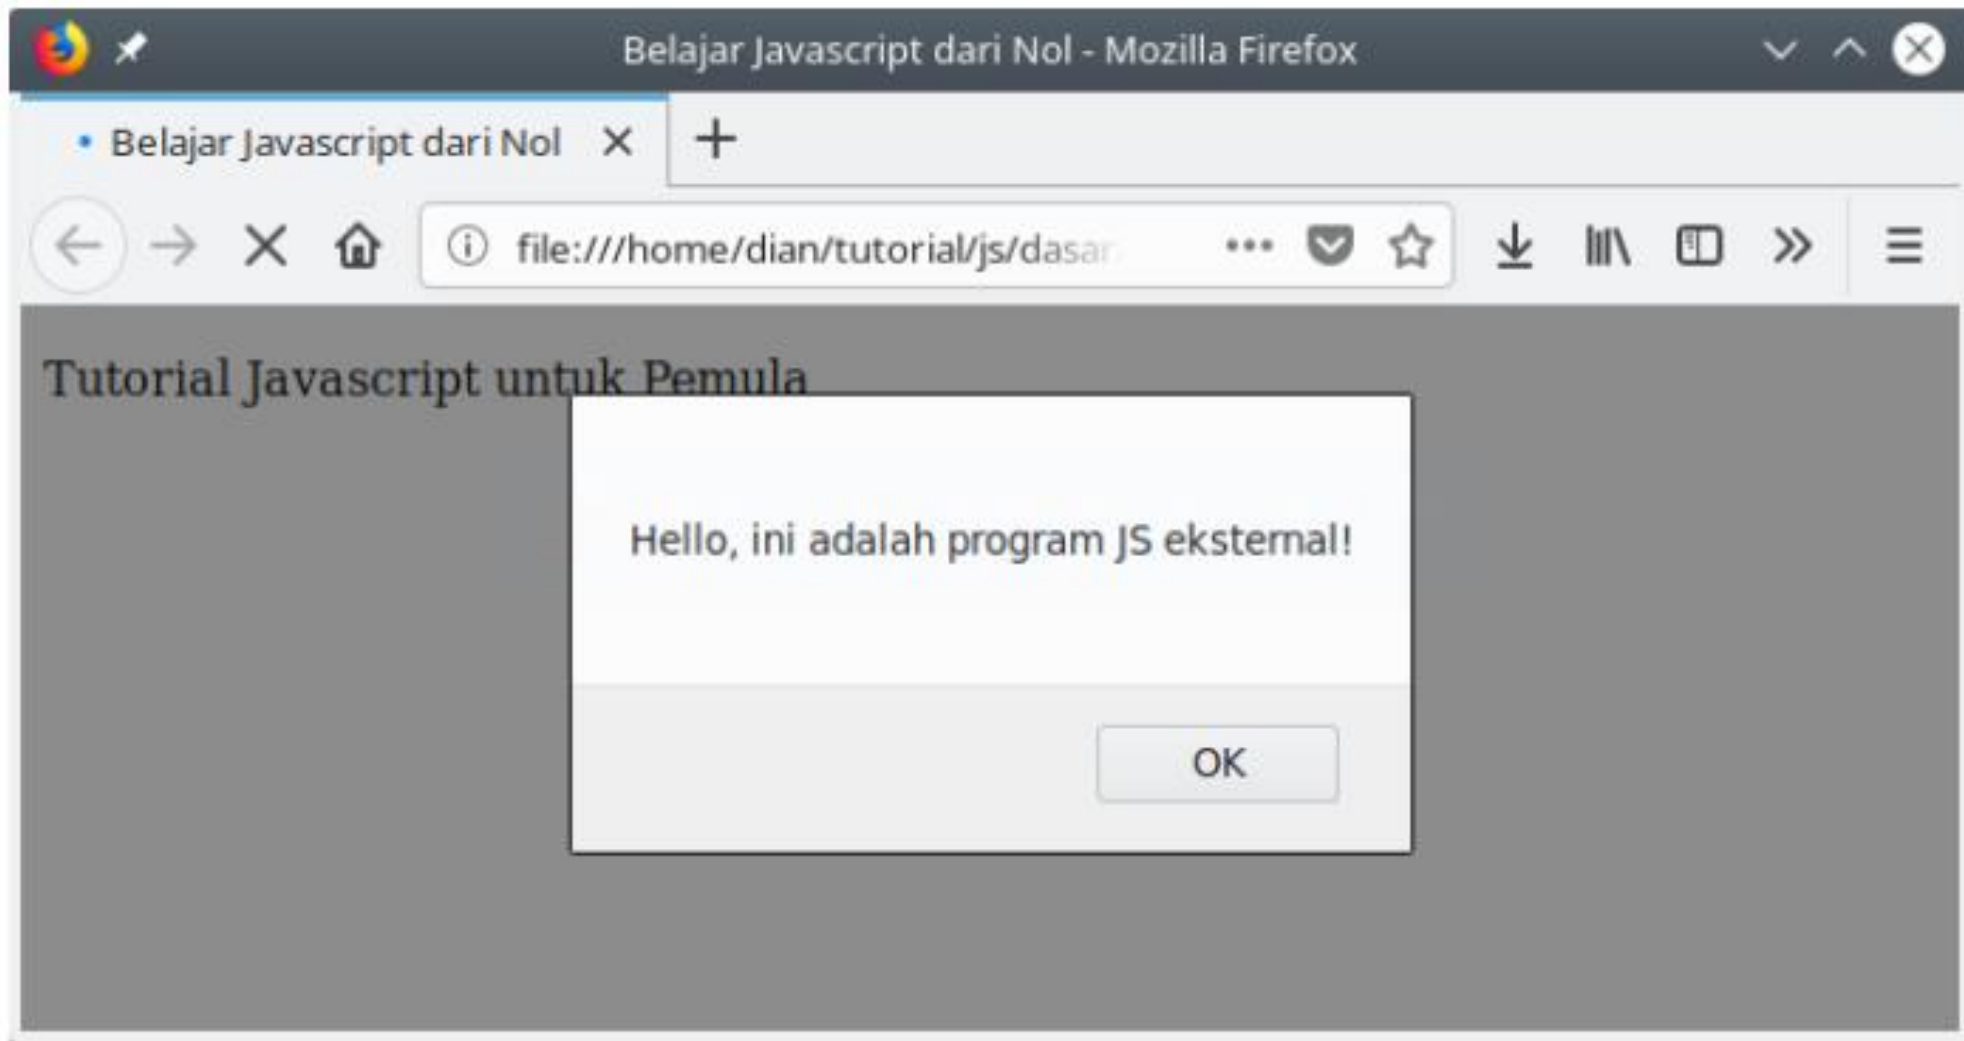 Belajar Javascript dari Nol - Mozilla Firefox
Belajar Javascript dari Nol
file:///home/dian/tutorial/js/dasar
Tutorial Javascript untuk Pemula
Hello, ini adalah program JS eksternal!
OK